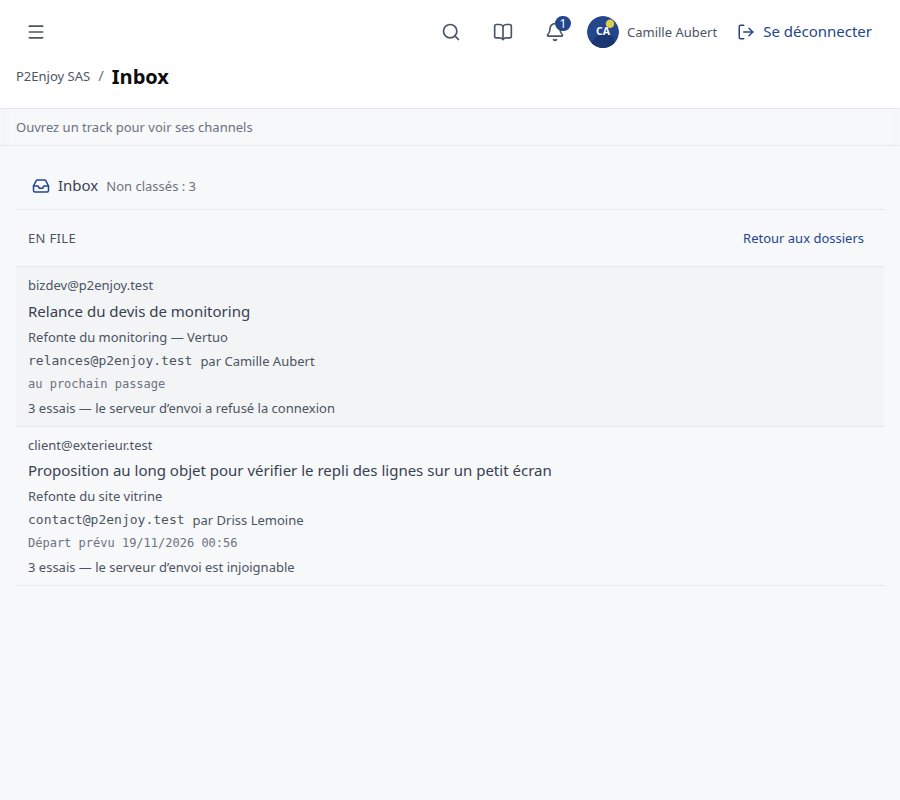 1
CA
Camille Aubert
Se déconnecter
P2Enjoy SAS / Inbox
Ouvrez un track pour voir ses channels
Inbox Non classés : 3
EN FILE
Retour aux dossiers
bizdev@p2enjoy.test
Relance du devis de monitoring
Refonte du monitoring — Vertuo
relances@p2enjoy.test par Camille Aubert
au prochain passage
3 essais — le serveur d’envoi a refusé la connexion
client@exterieur.test
Proposition au long objet pour vérifier le repli des lignes sur un petit écran
Refonte du site vitrine
contact@p2enjoy.test par Driss Lemoine
Départ prévu 19/11/2026 00:56
3 essais — le serveur d’envoi est injoignable